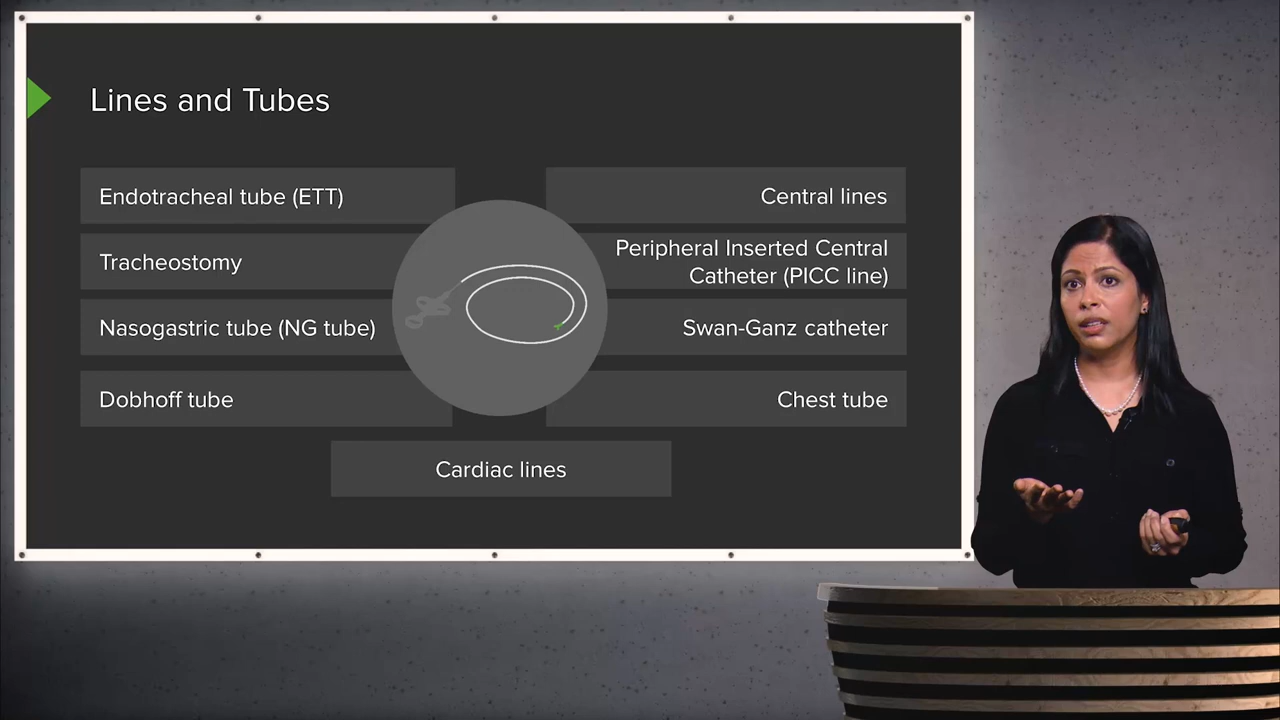 Lines and Tubes
Endotracheal tube (ETT)
Tracheostomy
Nasogastric tube (NG tube)
Dobhoff tube
Central lines
Peripheral Inserted Central
Catheter (PICC line)
Swan-Ganz catheter
Chest tube
Cardiac lines